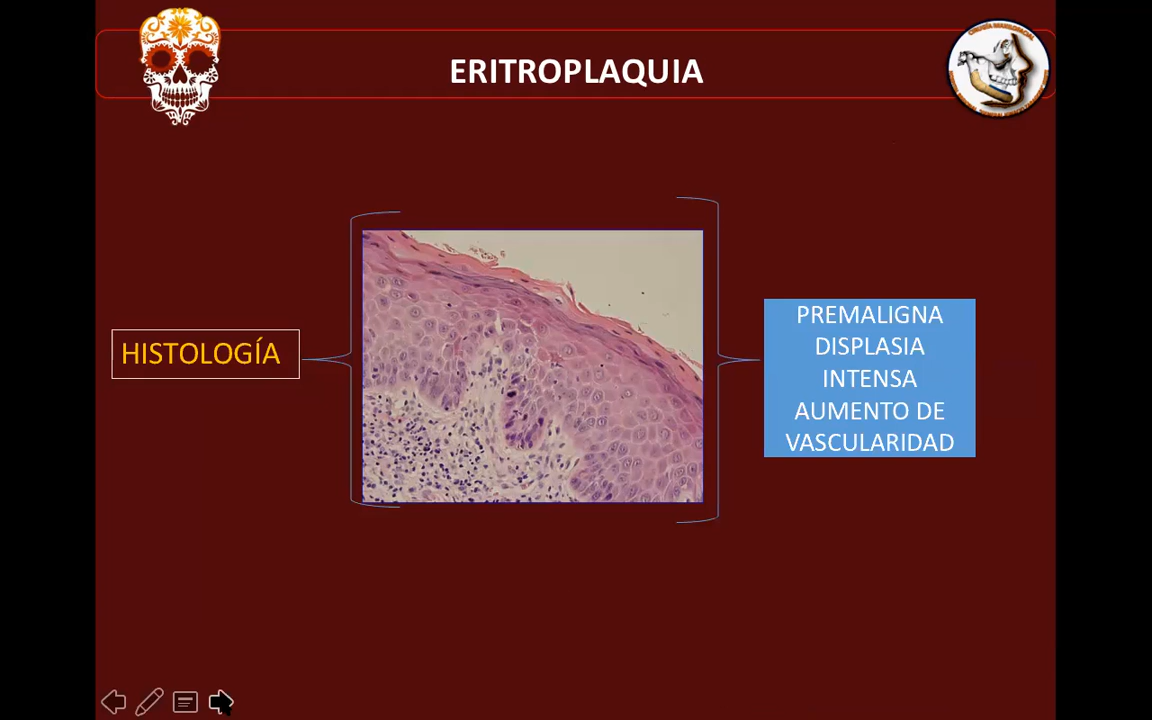 ERITROPLAQUIA
HISTOLOGÍA
PREMALIGNA
DISPLASIA
INTENSA
AUMENTO DE
VASCULARIDAD